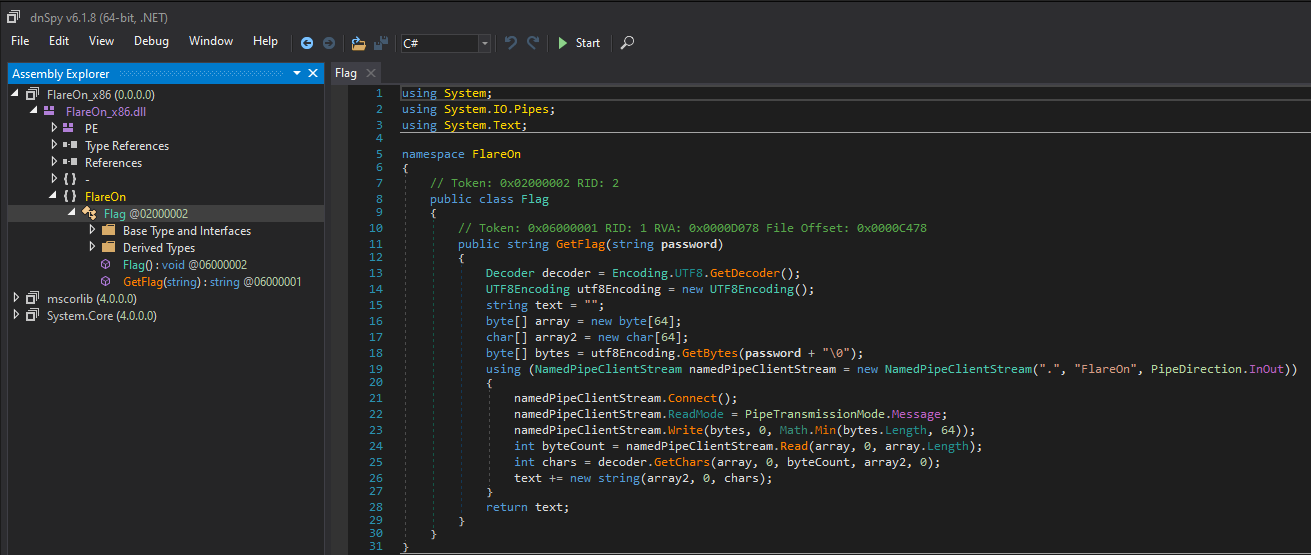 dnSpy v6.1.8 (64-bit, .NET)
File Edit View Debug Window Help C# Start
Assembly Explorer
FlareOn_x86 (0.0.0.0)
FlareOn_x86.dll
PE
Type References
References
{ } -
{ } FlareOn
Flag @02000002
Base Type and Interfaces
Derived Types
Flag() : void @06000002
GetFlag(string) : string @06000001
mscorlib (4.0.0.0)
System.Core (4.0.0.0)
Flag
1 using System;
2 using System.IO.Pipes;
3 using System.Text;
4
5 namespace FlareOn
6 {
7 // Token: 0x02000002 RID: 2
8 public class Flag
9 {
10 // Token: 0x06000001 RID: 1 RVA: 0x0000D078 File Offset: 0x0000C478
11 public string GetFlag(string password)
12 {
13 Decoder decoder = Encoding.UTF8.GetDecoder();
14 UTF8Encoding utf8Encoding = new UTF8Encoding();
15 string text = "";
16 byte[] array = new byte[64];
17 char[] array2 = new char[64];
18 byte[] bytes = utf8Encoding.GetBytes(password + "\0");
19 using (NamedPipeClientStream namedPipeClientStream = new NamedPipeClientStream(".", "FlareOn", PipeDirection.InOut))
20 {
21 namedPipeClientStream.Connect();
22 namedPipeClientStream.ReadMode = PipeTransmissionMode.Message;
23 namedPipeClientStream.Write(bytes, 0, Math.Min(bytes.Length, 64));
24 int byteCount = namedPipeClientStream.Read(array, 0, array.Length);
25 int chars = decoder.GetChars(array, 0, byteCount, array2, 0);
26 text += new string(array2, 0, chars);
27 }
28 return text;
29 }
30 }
31 }